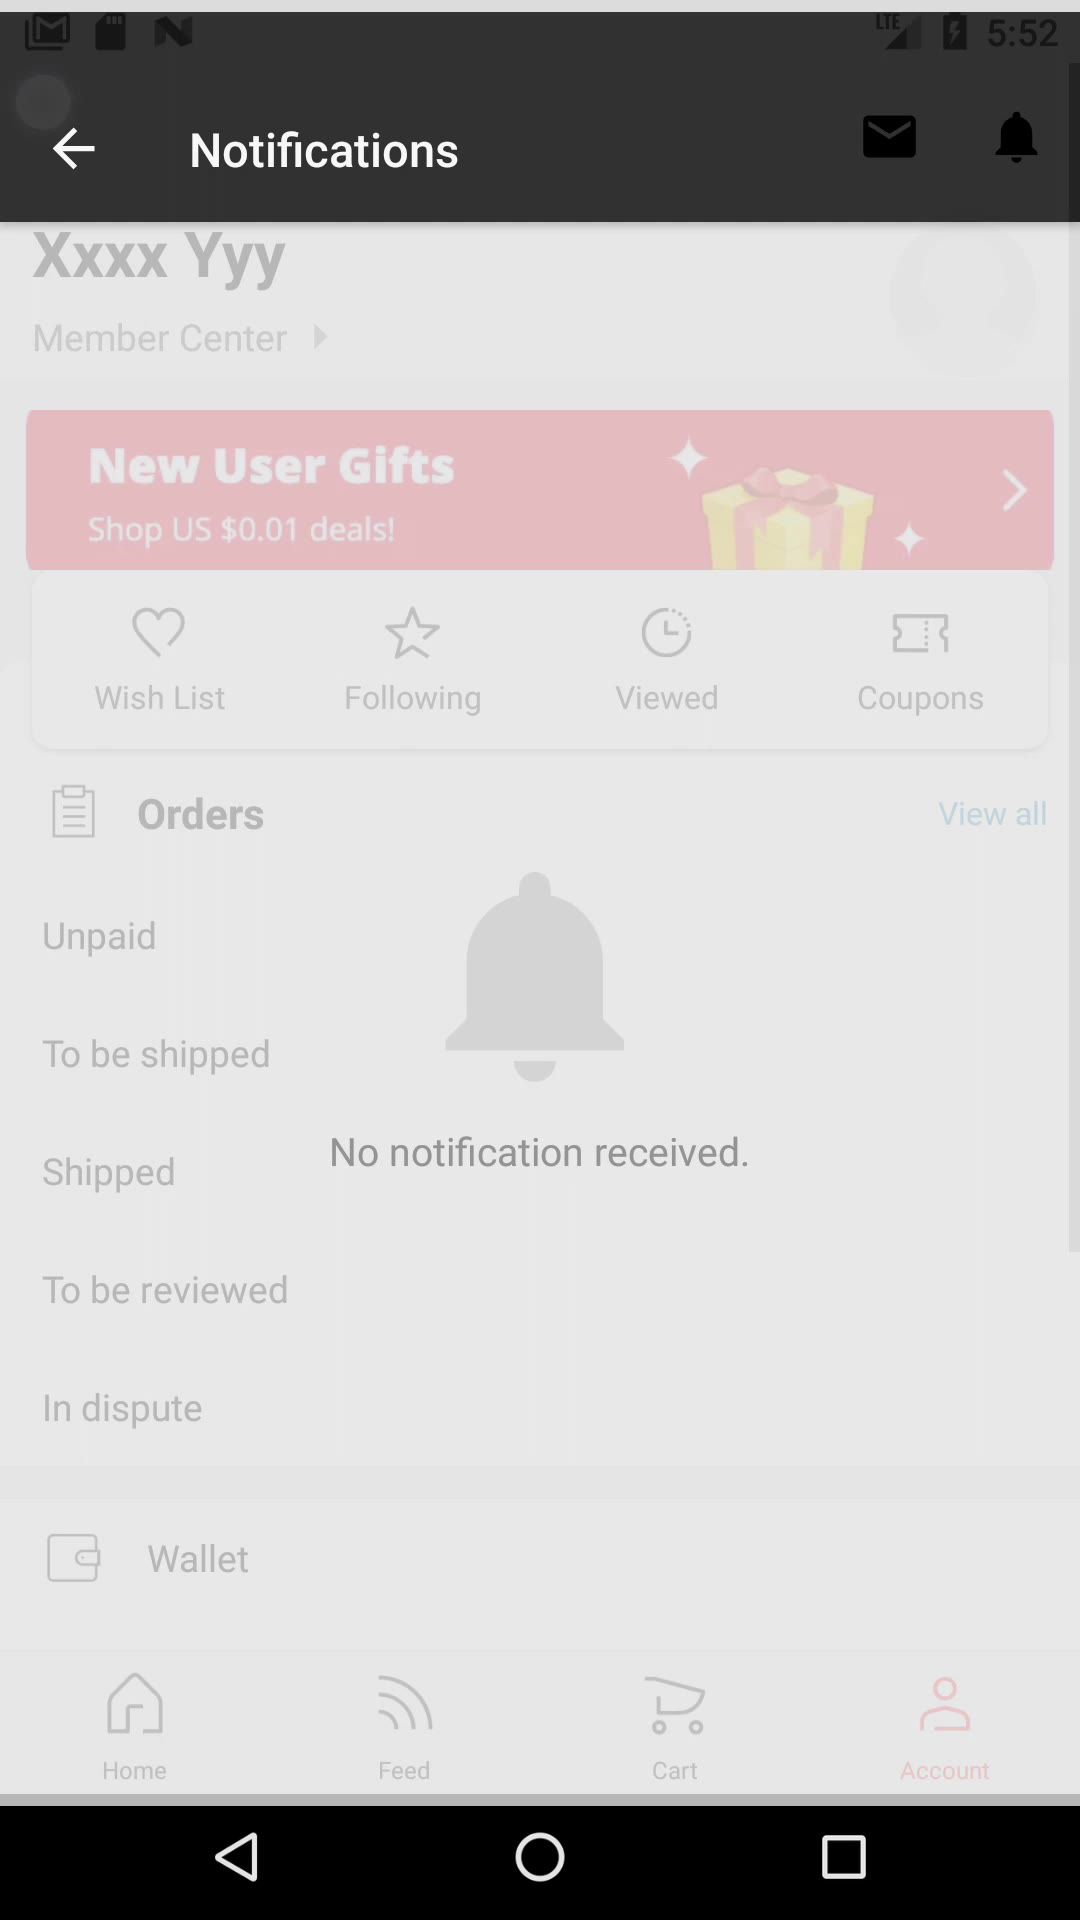 LTE 5:52
Notifications
Xxxx Yyy
Member Center
New User Gifts
Shop US $0.01 deals!
Wish List Following Viewed Coupons
Orders View all
Unpaid
To be shipped
Shipped
No notification received.
To be reviewed
In dispute
Wallet
Home Feed Cart Account